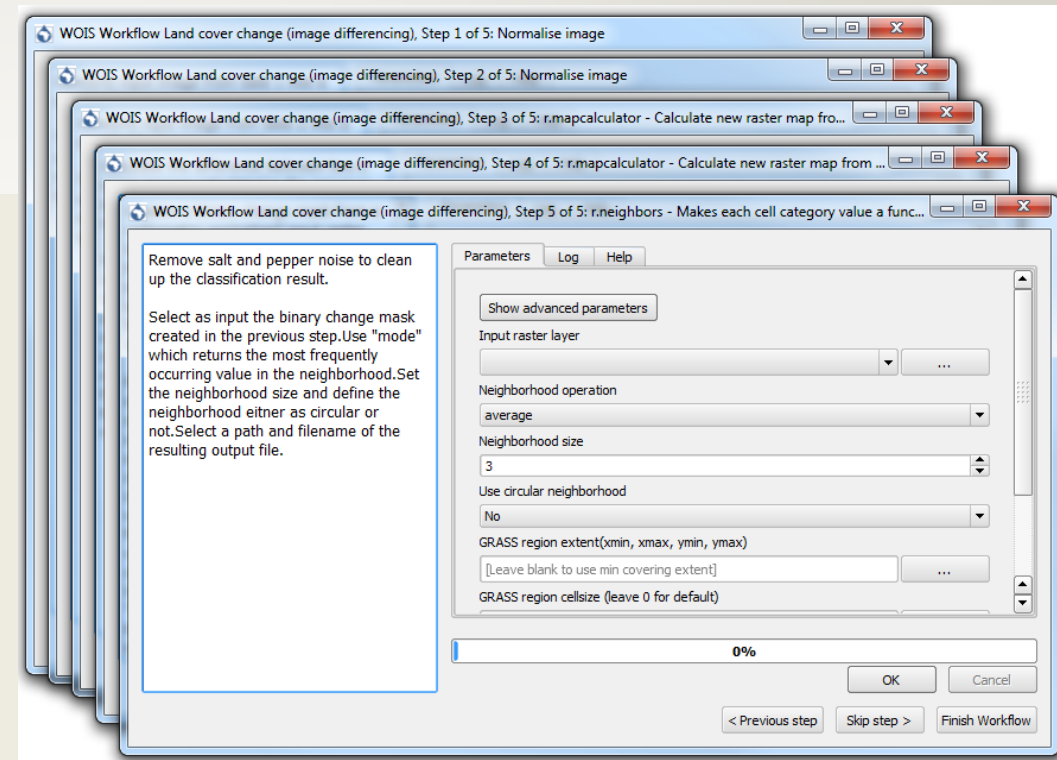 WOIS Workflow Land cover change (image differencing), Step 1 of 5: Normalise image
WOIS Workflow Land cover change (image differencing), Step 2 of 5: Normalise image
WOIS Workflow Land cover change (image differencing), Step 3 of 5: r.mapcalculator - Calculate new raster map fro...
WOIS Workflow Land cover change (image differencing), Step 4 of 5: r.mapcalculator - Calculate new raster map from ...
WOIS Workflow Land cover change (image differencing), Step 5 of 5: r.neighbors - Makes each cell category value a func...
Remove salt and pepper noise to clean
up the classification result.
Select as input the binary change mask
created in the previous step.Use "mode"
which returns the most frequently
occurring value in the neighborhood.Set
the neighborhood size and define the
neighborhood eitner as circular or
not.Select a path and filename of the
resulting output file.
Parameters Log Help
Show advanced parameters
Input raster layer
...
Neighborhood operation
average
Neighborhood size
3
Use circular neighborhood
No
GRASS region extent(xmin, xmax, ymin, ymax)
[Leave blank to use min covering extent] ...
GRASS region cellsize (leave 0 for default)
0%
OK Cancel
< Previous step Skip step > Finish Workflow